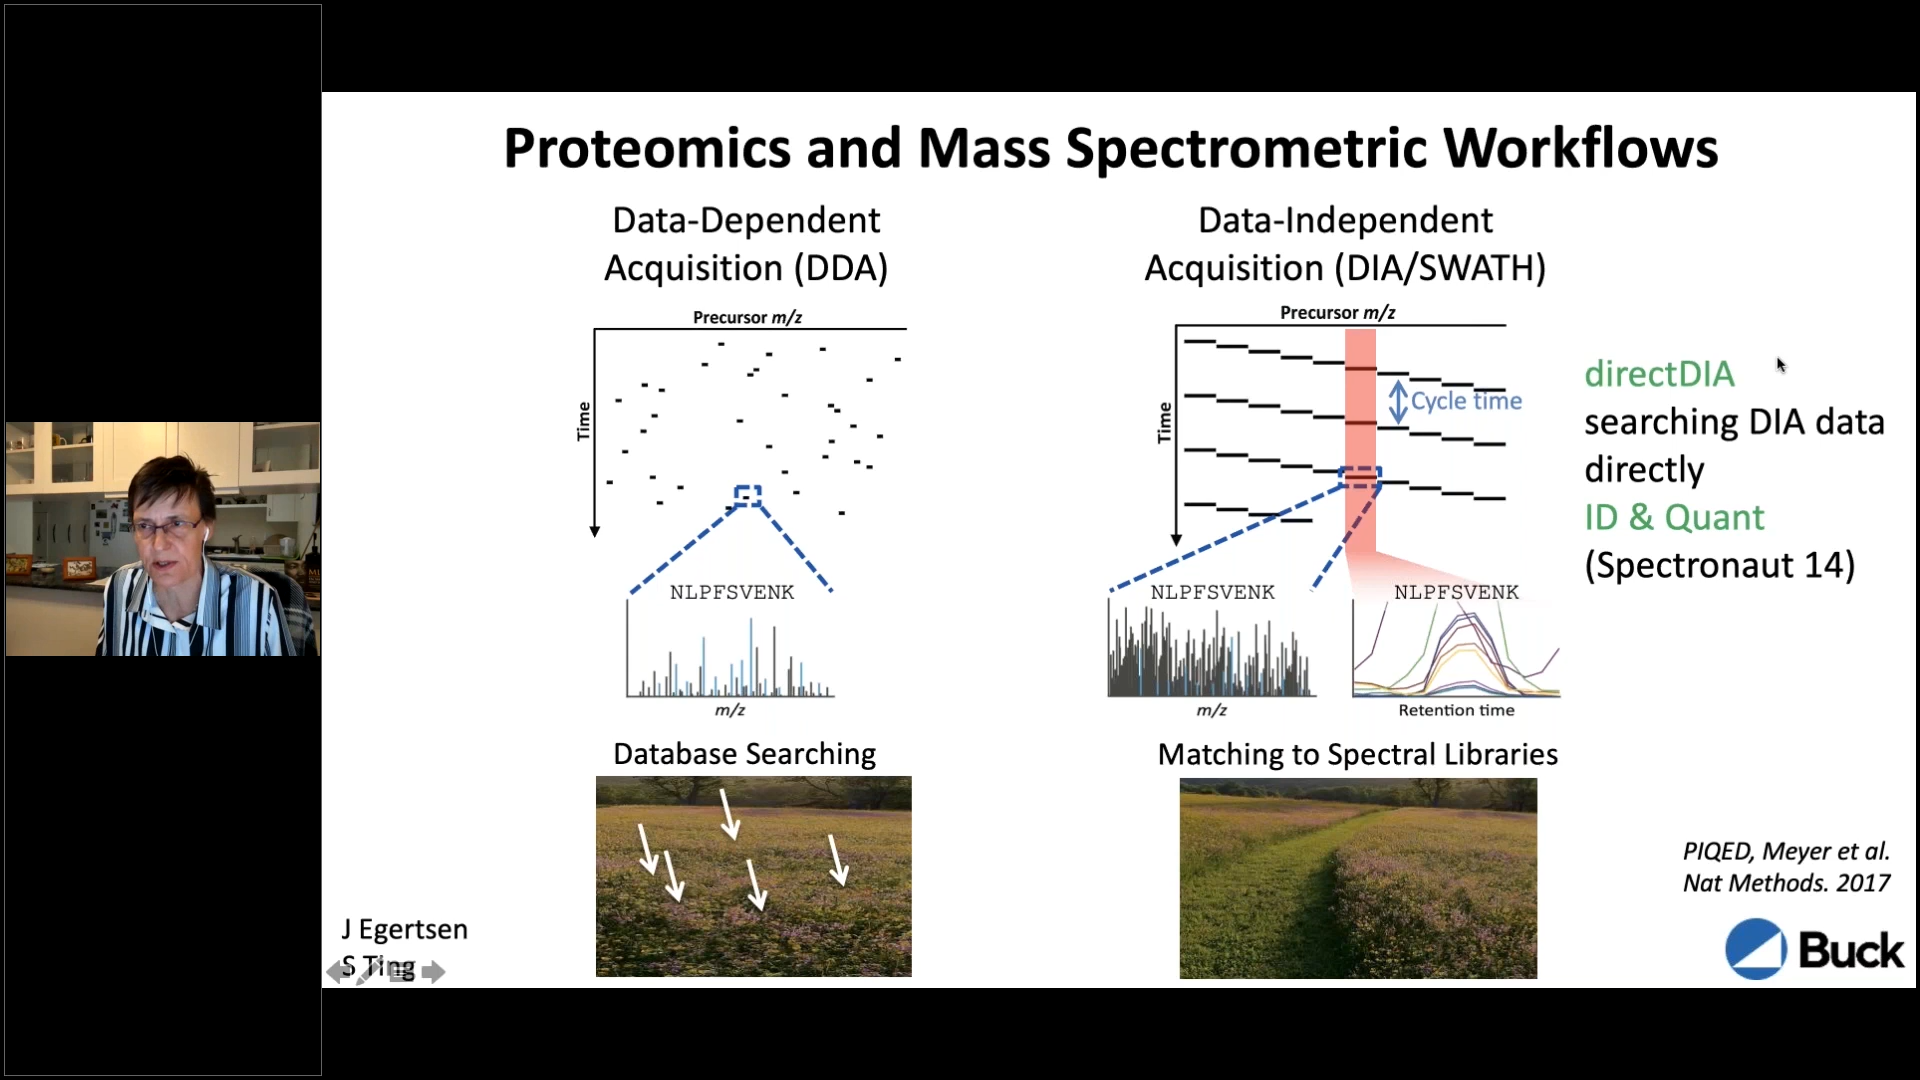 Proteomics and Mass Spectrometric Workflows
Data-Dependent
Acquisition (DDA)
Precursor m/z
Time
NLPFSVENK
m/z
Database Searching
Data-Independent
Acquisition (DIA/SWATH)
Precursor m/z
Time
Cycle time
NLPFSVENK
m/z
NLPFSVENK
Retention time
Matching to Spectral Libraries
directDIA
searching DIA data
directly
ID & Quant
(Spectronaut 14)
PIQED, Meyer et al.
Nat Methods. 2017
J Egertsen
S Ting
Buck